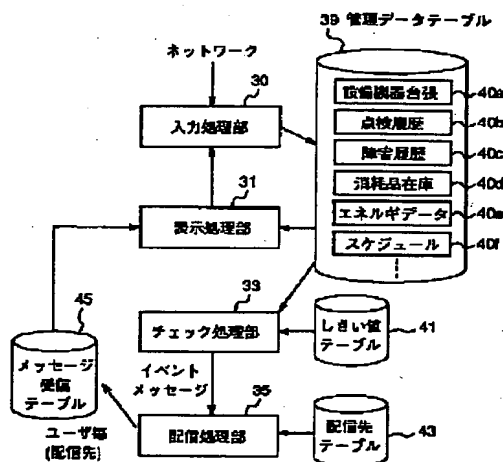 39 管理データテーブル
ネットワーク
30
入力処理部
設備機器台帳 40a
点検履歴 40b
障害履歴 40c
消耗品在庫 40d
エネルギデータ 40e
スケジュール 40f
31
表示処理部
33
チェック処理部
しきい値
テーブル
41
45
メッセージ
受信
テーブル
イベント
メッセージ
35
配信処理部
配信先
テーブル
43
ユーザ毎
(配信先)